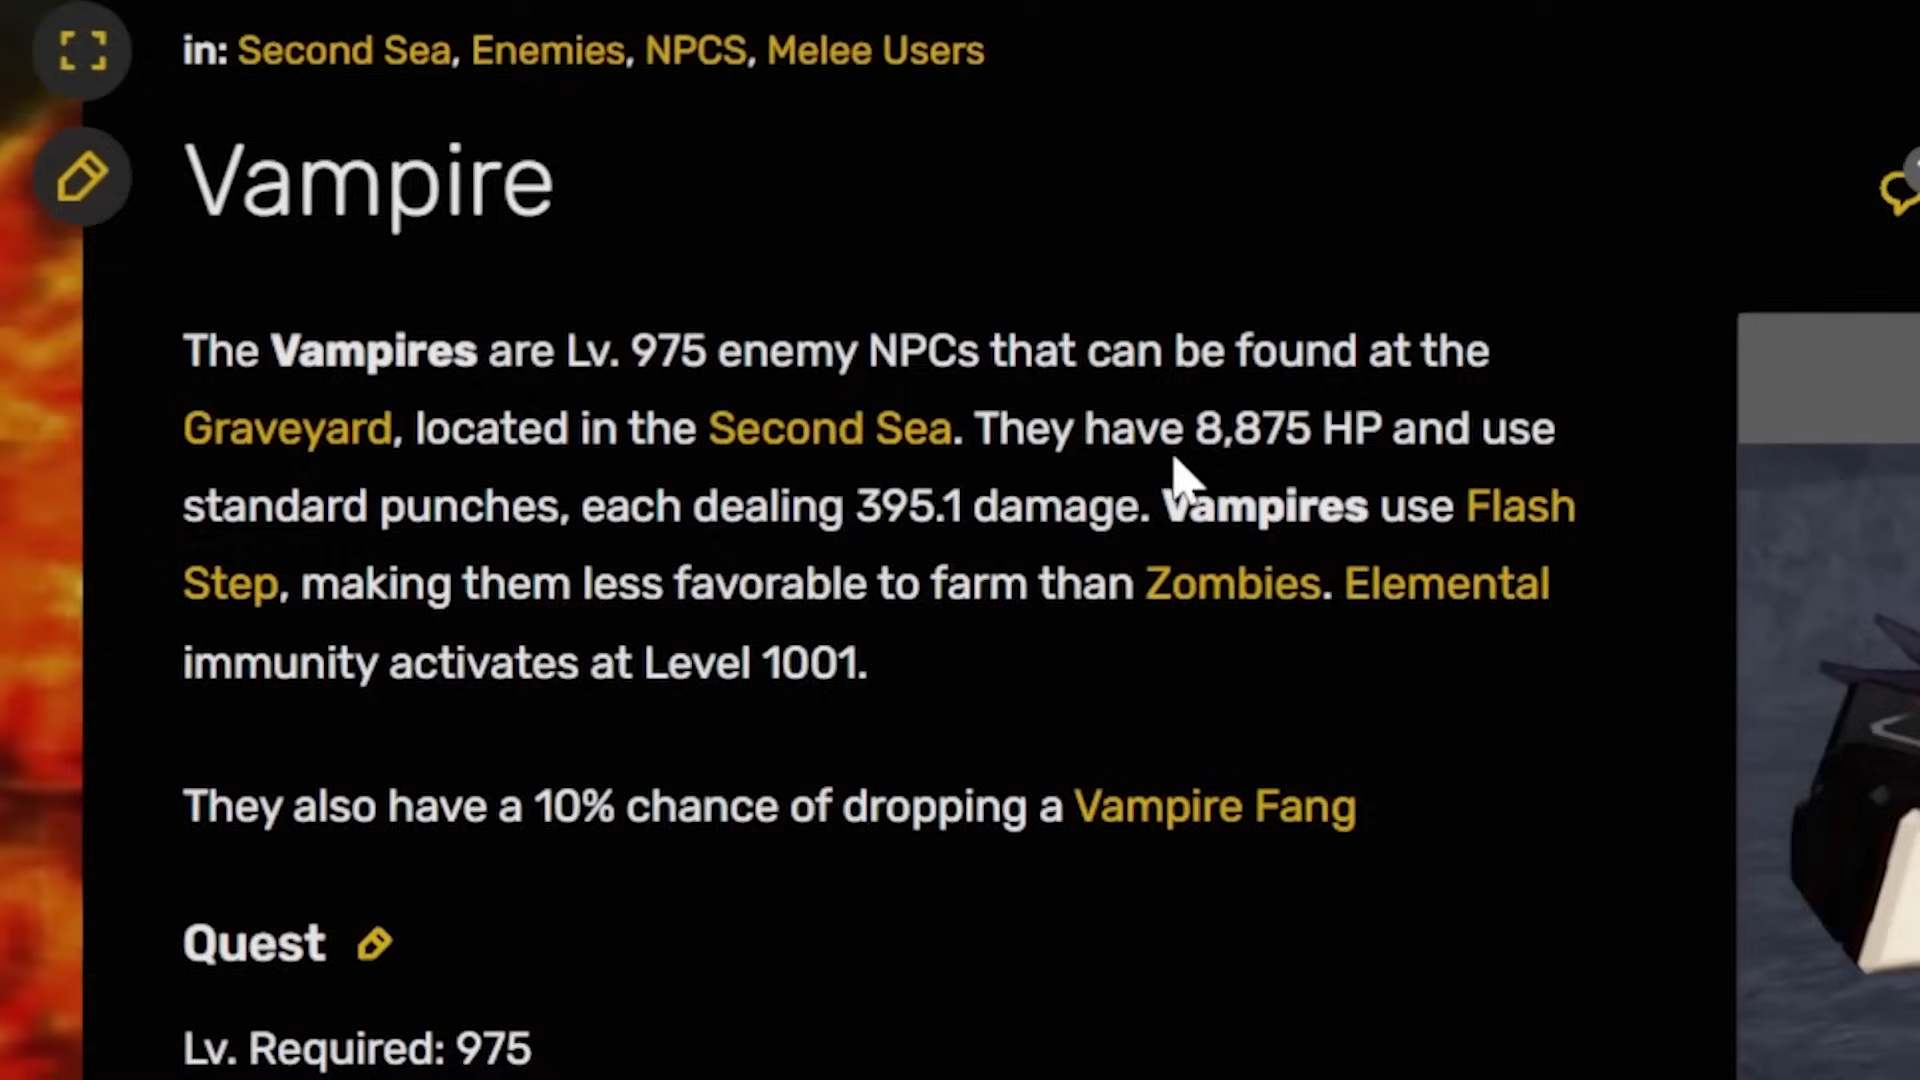 in: Second Sea, Enemies, NPCS, Melee Users
Vampire
The Vampires are Lv. 975 enemy NPCs that can be found at the
Graveyard, located in the Second Sea. They have 8,875 HP and use
standard punches, each dealing 395.1 damage. Vampires use Flash
Step, making them less favorable to farm than Zombies. Elemental
immunity activates at Level 1001.
They also have a 10% chance of dropping a Vampire Fang
Quest
Lv. Required: 975